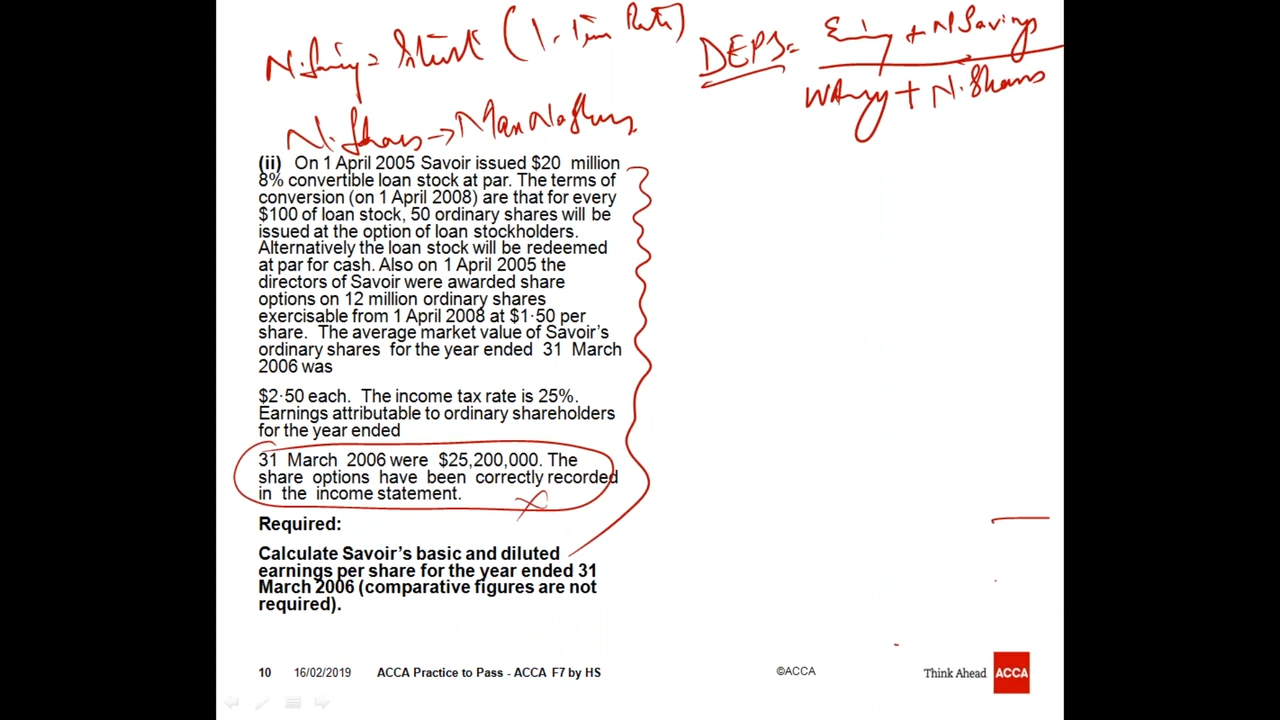 N. Saving = Interest (1 - Tax Rate)
DEPS = Earning + N Savings
WAvg + N. Shares
N. Shares → Max No Shares
(ii) On 1 April 2005 Savoir issued $20 million
8% convertible loan stock at par. The terms of
conversion (on 1 April 2008) are that for every
$100 of loan stock, 50 ordinary shares will be
issued at the option of loan stockholders.
Alternatively the loan stock will be redeemed
at par for cash. Also on 1 April 2005 the
directors of Savoir were awarded share
options on 12 million ordinary shares
exercisable from 1 April 2008 at $1·50 per
share. The average market value of Savoir's
ordinary shares for the year ended 31 March
2006 was
$2·50 each. The income tax rate is 25%.
Earnings attributable to ordinary shareholders
for the year ended
31 March 2006 were $25,200,000. The
share options have been correctly recorded
in the income statement.
Required:
Calculate Savoir's basic and diluted
earnings per share for the year ended 31
March 2006 (comparative figures are not
required).
10 16/02/2019 ACCA Practice to Pass - ACCA F7 by HS ©ACCA Think Ahead ACCA